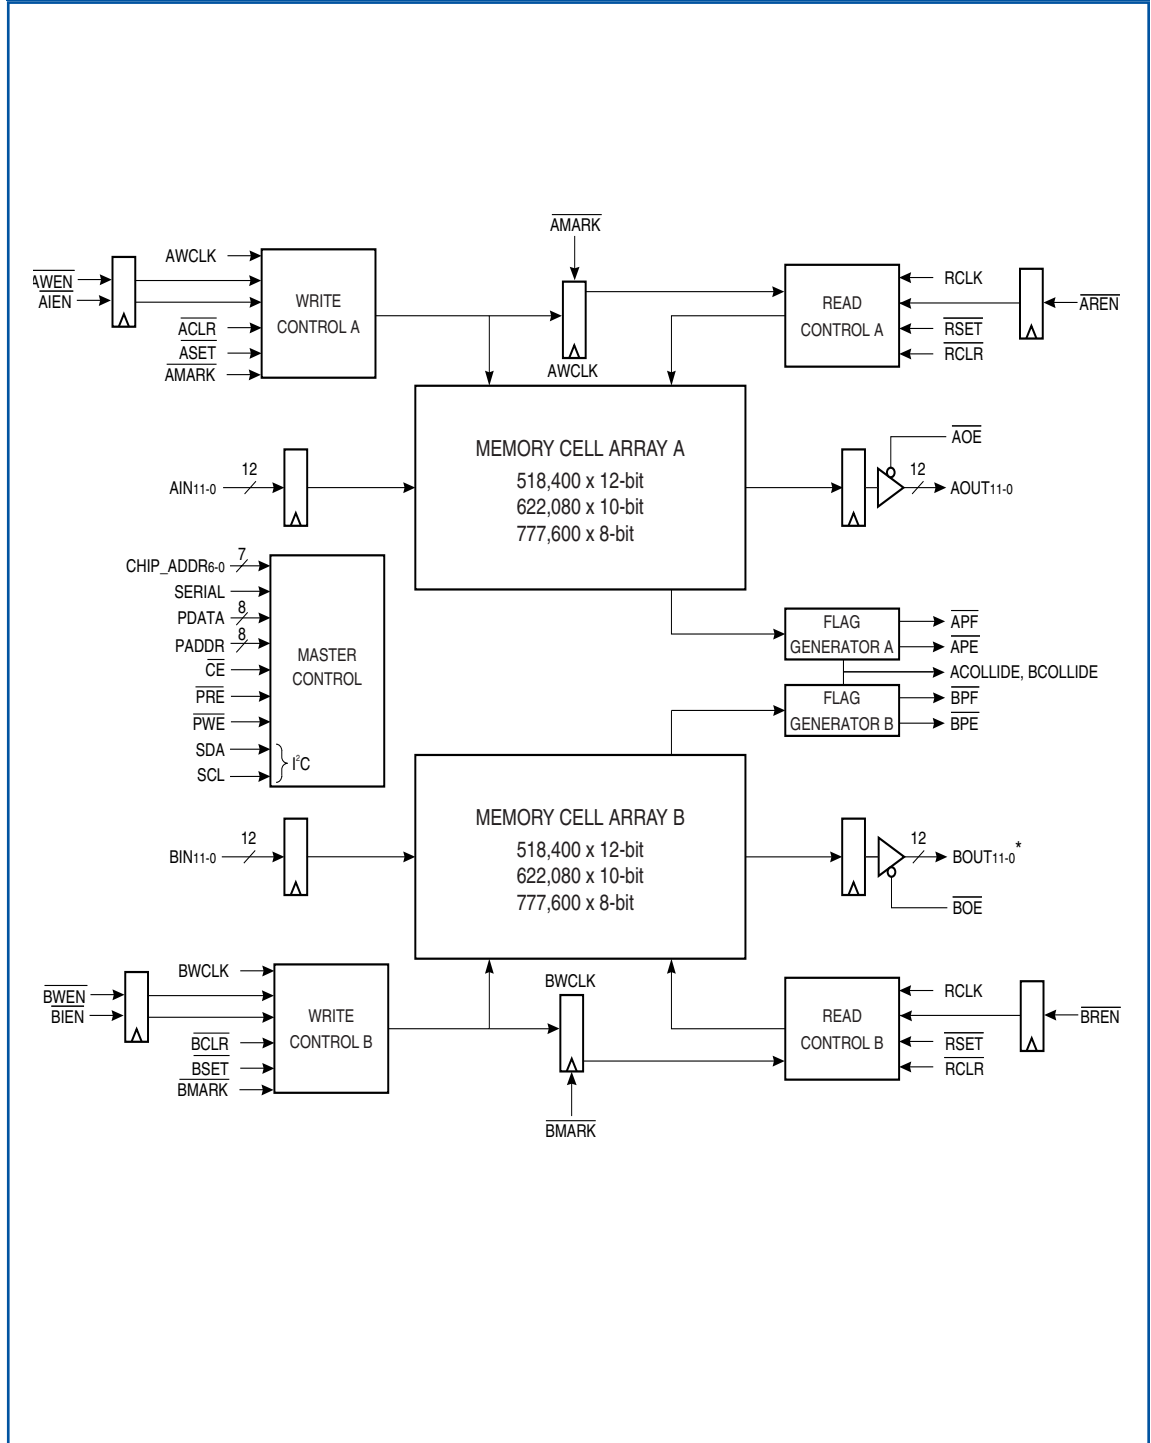 AMARK
AWCLK
AWEN
AIEN
WRITE
CONTROL A
ACLR
ASET
AMARK
AWCLK
READ
CONTROL A
RCLK
AREN
RSET
RCLR
MEMORY CELL ARRAY A
518,400 x 12-bit
622,080 x 10-bit
777,600 x 8-bit
AOE
AIN11-0
12
12
AOUT11-0
CHIP_ADDR6-0
7
SERIAL
PDATA
8
PADDR
8
CE
PRE
PWE
SDA
SCL
I²C
MASTER
CONTROL
FLAG
GENERATOR A
APF
APE
ACOLLIDE, BCOLLIDE
FLAG
GENERATOR B
BPF
BPE
MEMORY CELL ARRAY B
518,400 x 12-bit
622,080 x 10-bit
777,600 x 8-bit
BIN11-0
12
12
BOUT11-0*
BOE
BWCLK
BWEN
BIEN
WRITE
CONTROL B
BCLR
BSET
BMARK
BWCLK
BMARK
READ
CONTROL B
RCLK
BREN
RSET
RCLR